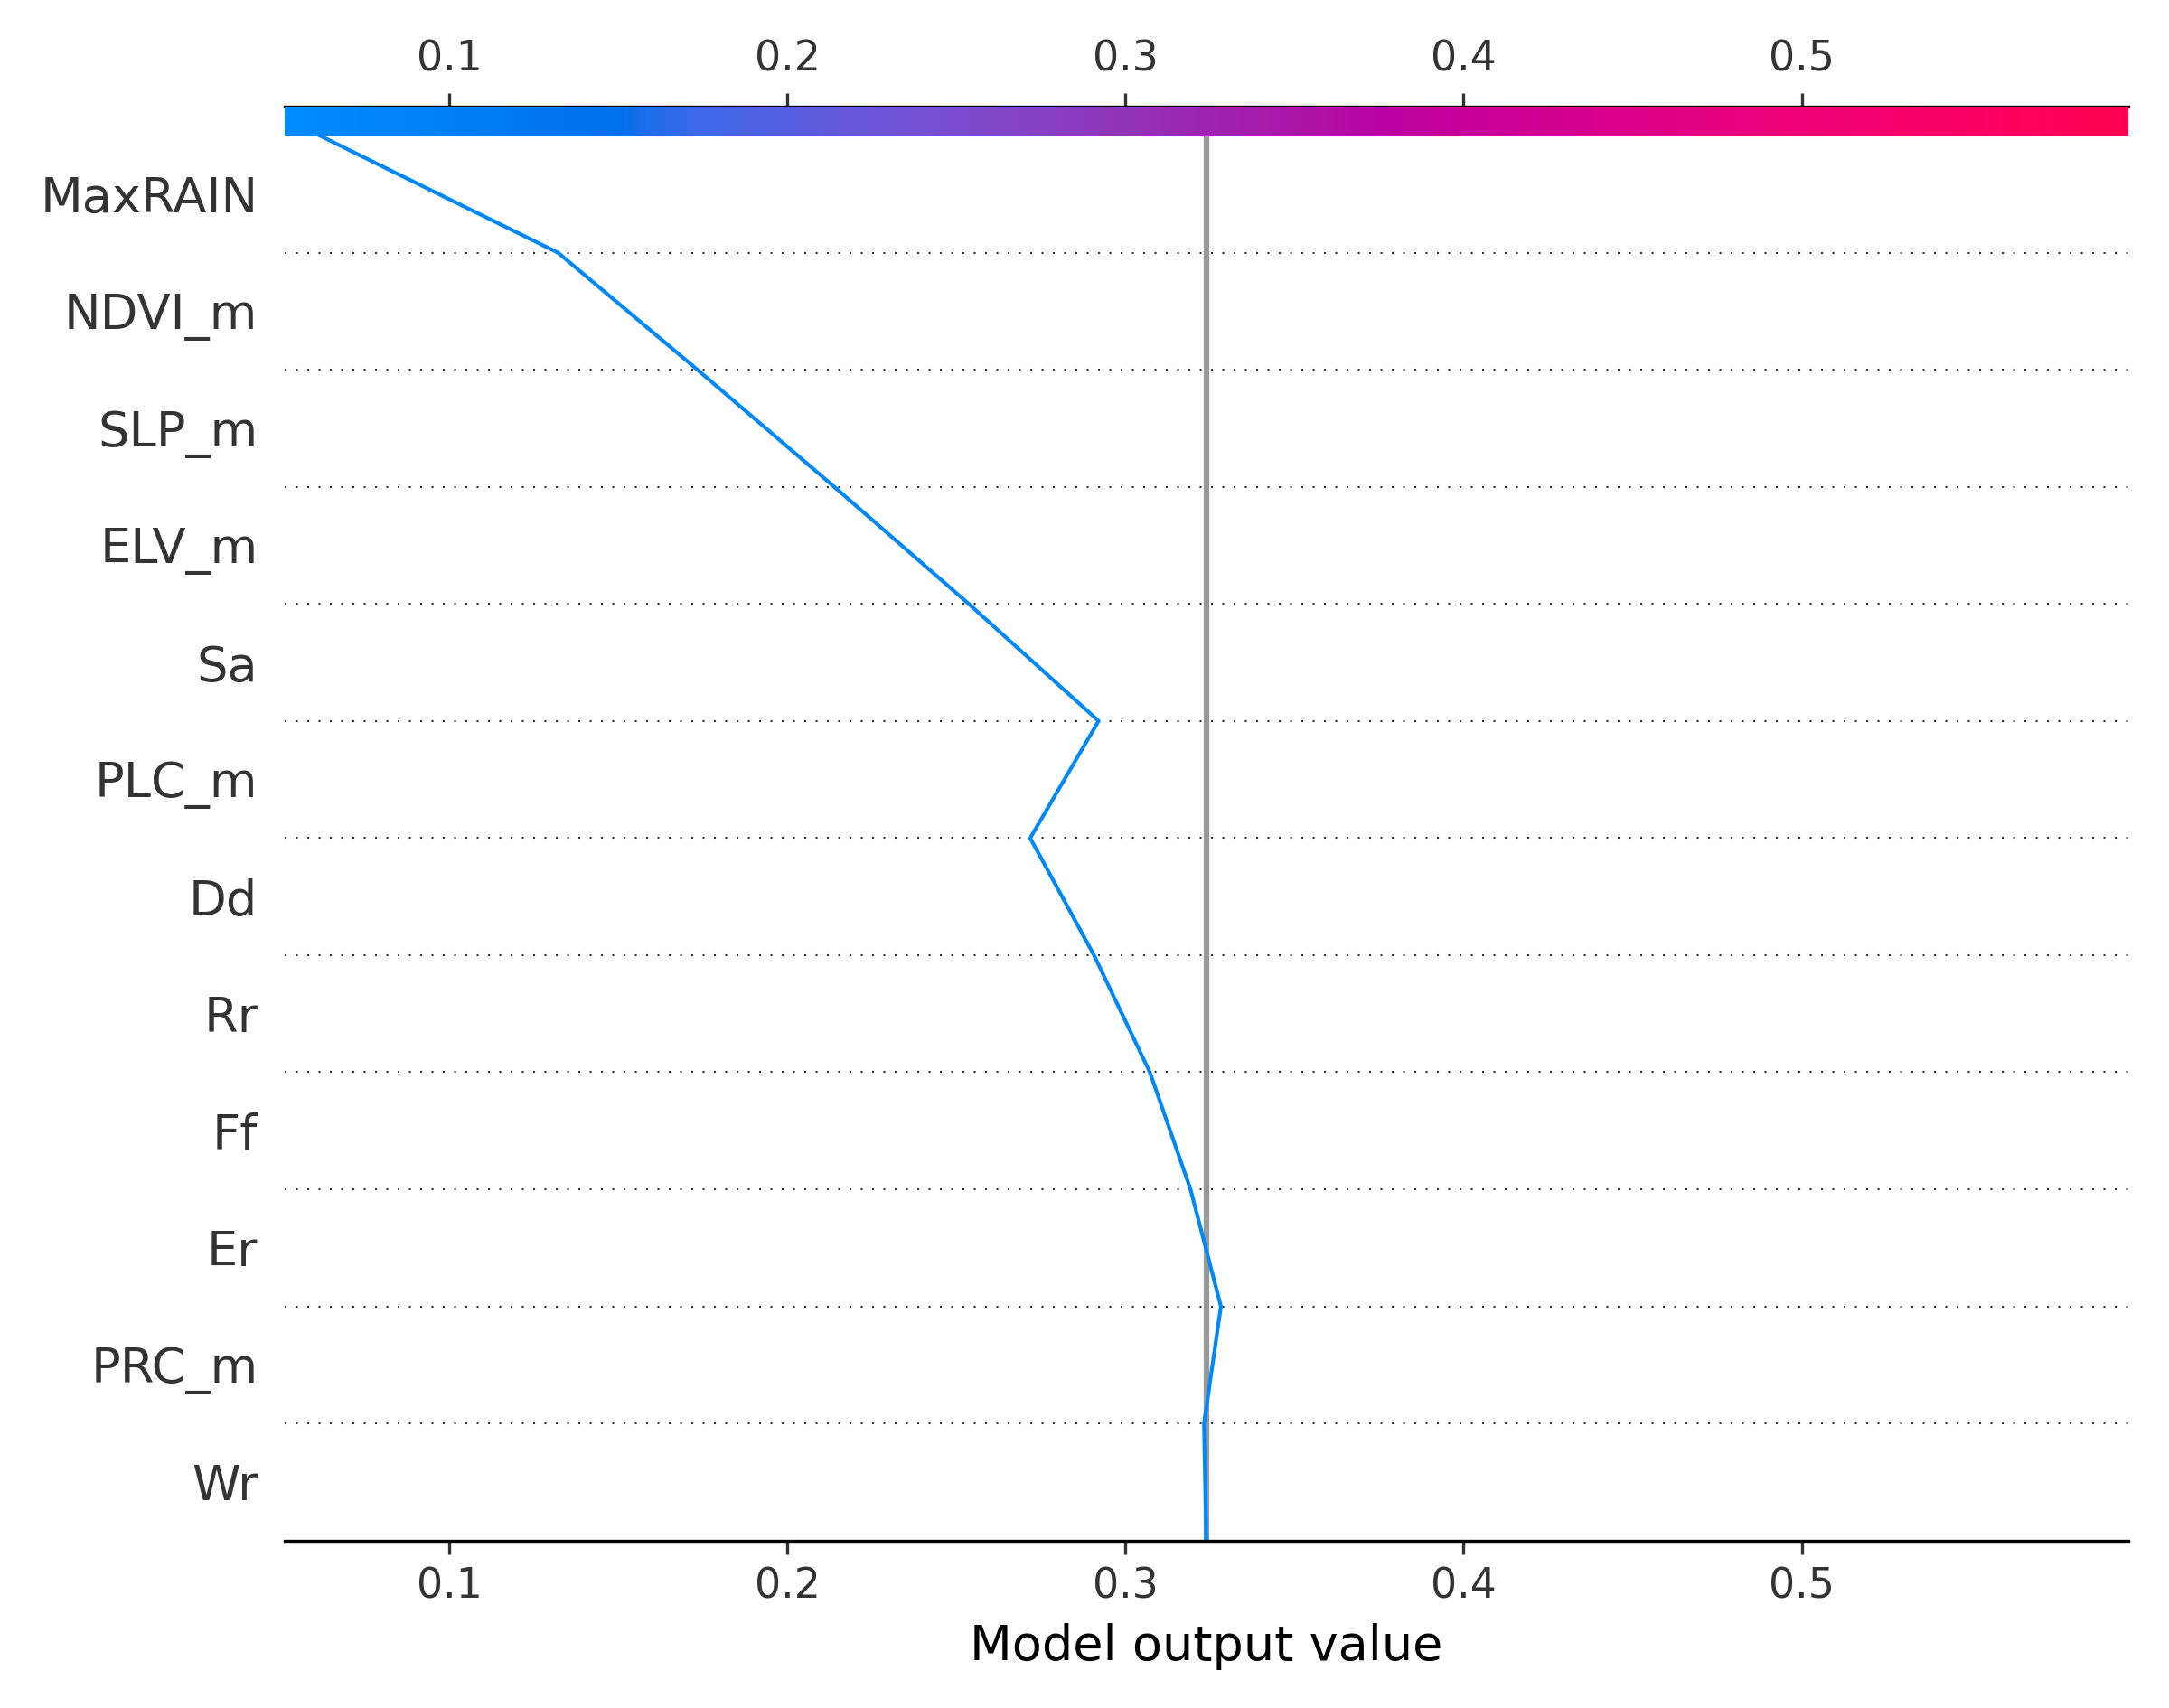 0.1 0.2 0.3 0.4 0.5
MaxRAIN
NDVI_m
SLP_m
ELV_m
Sa
PLC_m
Dd
Rr
Ff
Er
PRC_m
Wr
0.1 0.2 0.3 0.4 0.5
Model output value